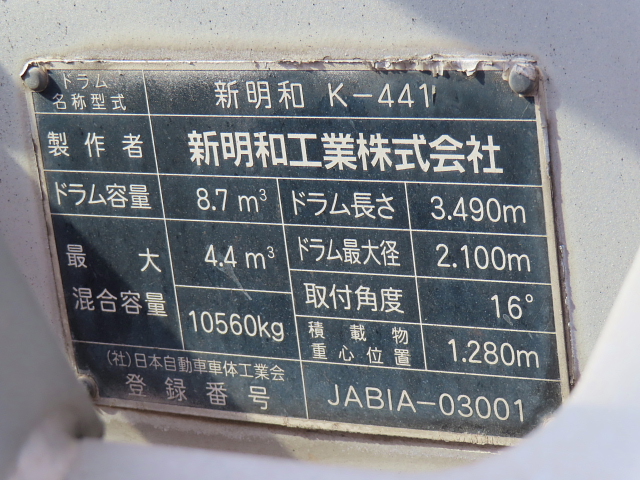 ドラム
名称型式 新明和 K-441
製作者 新明和工業株式会社
ドラム容量 8.7 m³ ドラム長さ 3.490m
最大 4.4 m³ ドラム最大径 2.100m
混合容量 10560kg 取付角度 16°
積載物
重心位置 1.280m
(社)日本自動車車体工業会
登録番号 JABIA-03001